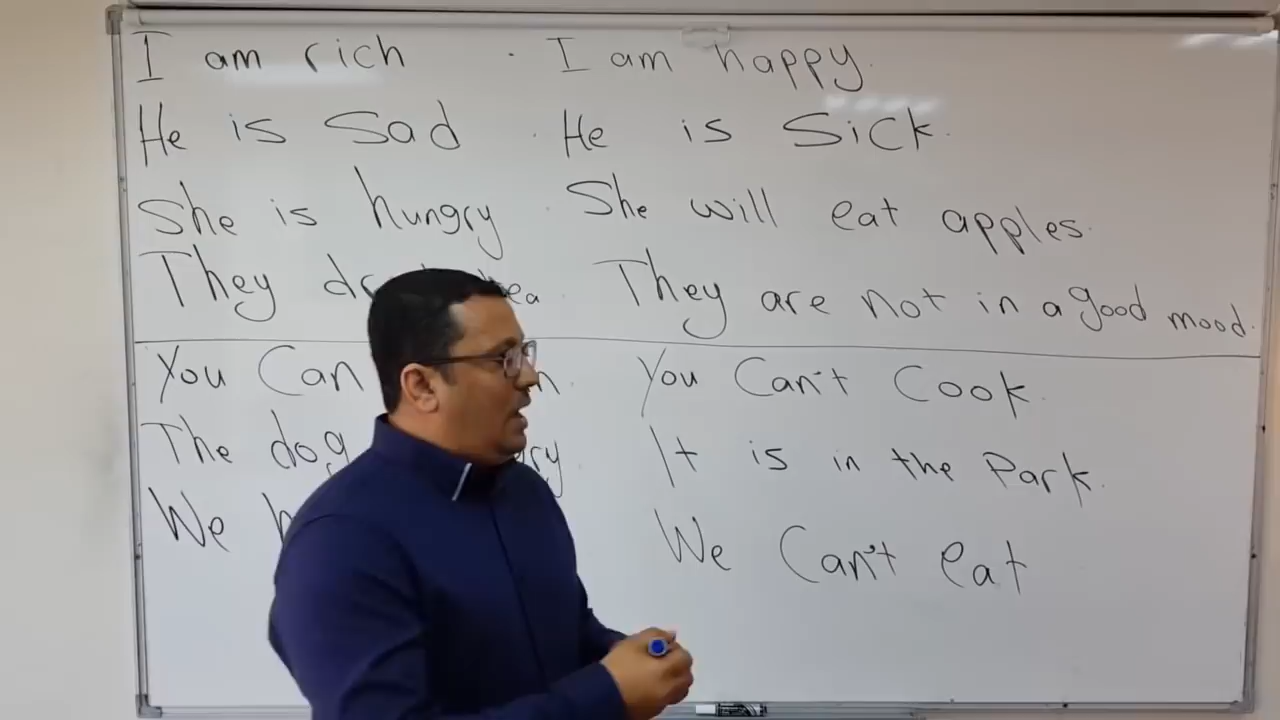 I am rich . I am happy.
He is Sad . He is Sick.
She is hungry . She will eat apples.
They They are not in a good mood.
You Can You Can't Cook.
The dog It is in the Park.
We We Can't eat